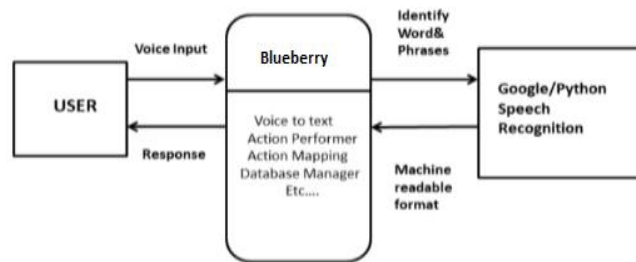 Voice Input
USER
Response
Blueberry
Voice to text
Action Performer
Action Mapping
Database Manager
Etc....
Identify
Word&
Phrases
Machine
readable
format
Google/Python
Speech
Recognition